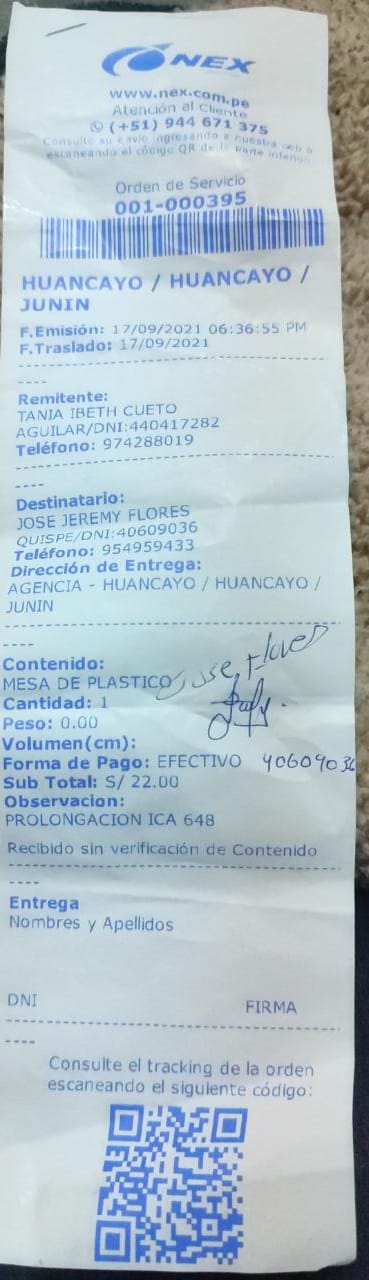 NEX
www.nex.com.pe
Atención al Cliente
(+51) 944 671 375
Consulte su envío ingresando a nuestra web o
escaneando el código QR de la parte inferior
Orden de Servicio
001-000395
HUANCAYO / HUANCAYO /
JUNIN
F.Emisión: 17/09/2021 06:36:55 PM
F.Traslado: 17/09/2021
----
Remitente:
TANIA IBETH CUETO
AGUILAR/DNI:440417282
Teléfono: 974288019
----
Destinatario:
JOSE JEREMY FLORES
QUISPE/DNI:40609036
Teléfono: 954959433
Dirección de Entrega:
AGENCIA - HUANCAYO / HUANCAYO /
JUNIN
----
Jose Flores
Contenido:
MESA DE PLASTICO
Cantidad: 1
Peso: 0.00
Volumen(cm):
Forma de Pago: EFECTIVO 40609036
Sub Total: S/ 22.00
Observacion:
PROLONGACION ICA 648
Recibido sin verificación de Contenido
----
Entrega
Nombres y Apellidos
DNI FIRMA
----
Consulte el tracking de la orden
escaneando el siguiente código: